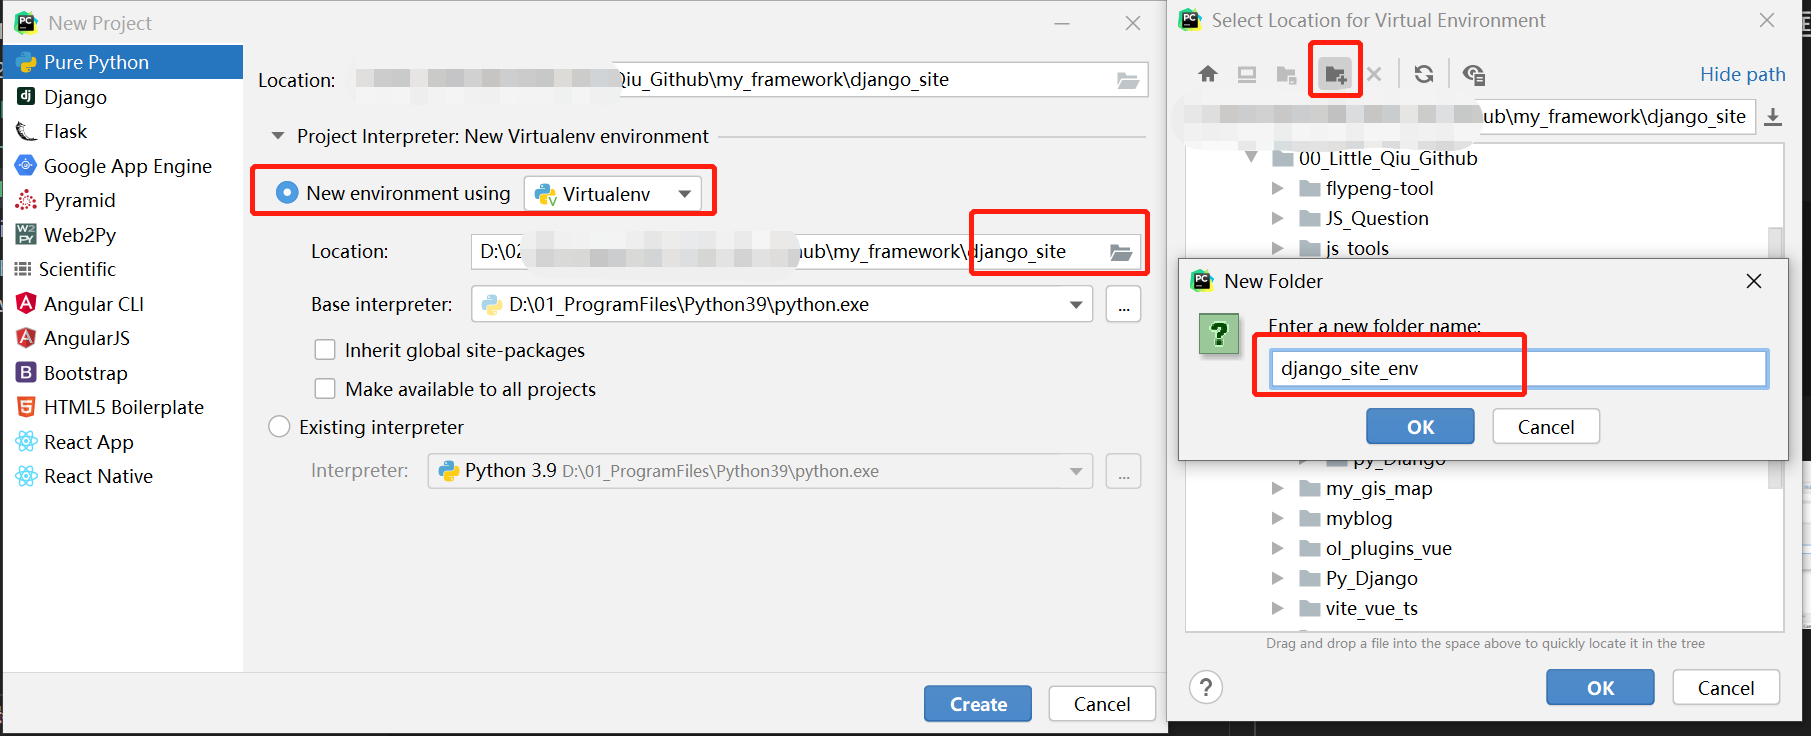 New Project
Pure Python
Django
Flask
Google App Engine
Pyramid
Web2Py
Scientific
Angular CLI
AngularJS
Bootstrap
HTML5 Boilerplate
React App
React Native
Location:
Qiu_Github\my_framework\django_site
Project Interpreter: New Virtualenv environment
New environment using
Virtualenv
Location:
D:\02
ub\my_framework\django_site
Base interpreter:
D:\01_ProgramFiles\Python39\python.exe
...
Inherit global site-packages
Make available to all projects
Existing interpreter
Interpreter:
Python 3.9 D:\01_ProgramFiles\Python39\python.exe
...
Create
Cancel
Select Location for Virtual Environment
Hide path
ub\my_framework\django_site
00_Little_Qiu_Github
flypeng-tool
JS_Question
js_tools
New Folder
Enter a new folder name:
django_site_env
OK
Cancel
py_Django
my_gis_map
myblog
ol_plugins_vue
Py_Django
vite_vue_ts
Drag and drop a file into the space above to quickly locate it in the tree
?
OK
Cancel